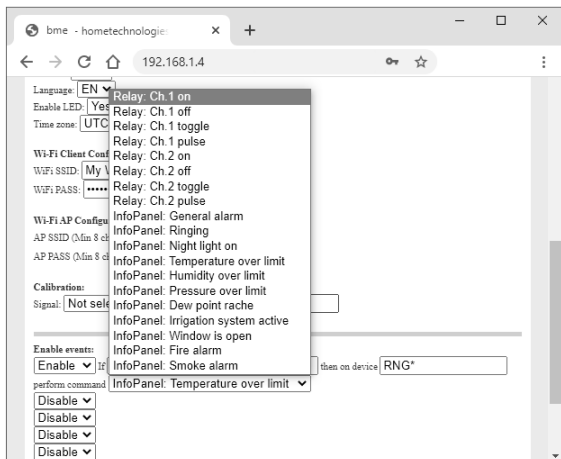 bme - hometechnologie
192.168.1.4
Language: EN
Enable LED: Yes
Time zone: UTC
Wi-Fi Client Conf
WiFi SSID: My
WiFi PASS: •••••
Wi-Fi AP Configu
AP SSID (Min 8 ch
AP PASS (Min 8 cl
Calibration:
Signal: Not sele
Relay: Ch.1 on
Relay: Ch.1 off
Relay: Ch.1 toggle
Relay: Ch.1 pulse
Relay: Ch.2 on
Relay: Ch.2 off
Relay: Ch.2 toggle
Relay: Ch.2 pulse
InfoPanel: General alarm
InfoPanel: Ringing
InfoPanel: Night light on
InfoPanel: Temperature over limit
InfoPanel: Humidity over limit
InfoPanel: Pressure over limit
InfoPanel: Dew point rache
InfoPanel: Irrigation system active
InfoPanel: Window is open
InfoPanel: Fire alarm
InfoPanel: Smoke alarm
Enable events:
Enable If then on device RNG*
perform command InfoPanel: Temperature over limit
Disable
Disable
Disable
Disable